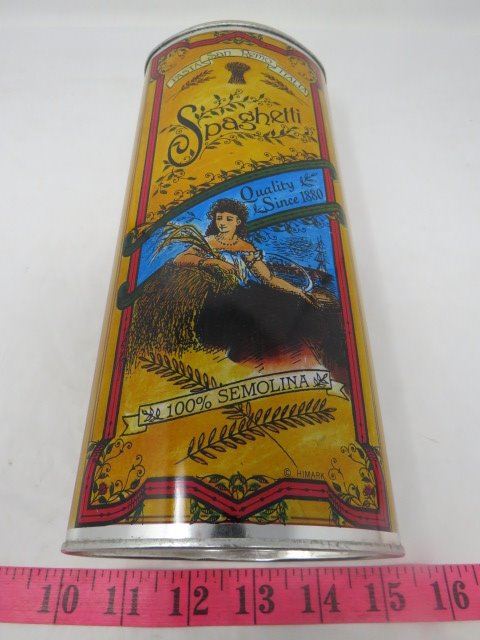 PASTA San Remo ITALIA
Spaghetti
Quality
Since 1880
100% SEMOLINA
© HIMARK
10 11 12 13 14 15 16